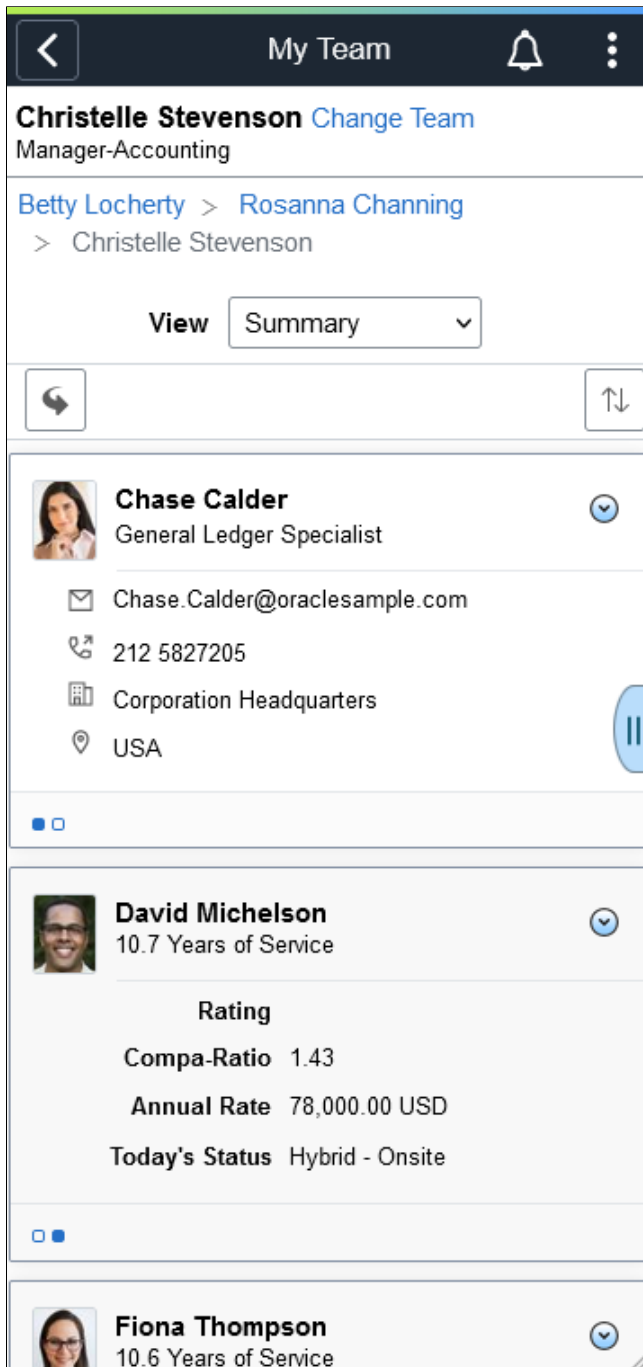 My Team
Christelle Stevenson Change Team
Manager-Accounting
Betty Locherty > Rosanna Channing
> Christelle Stevenson
View Summary
Chase Calder
General Ledger Specialist
Chase.Calder@oraclesample.com
212 5827205
Corporation Headquarters
USA
David Michelson
10.7 Years of Service
Rating
Compa-Ratio 1.43
Annual Rate 78,000.00 USD
Today's Status Hybrid - Onsite
Fiona Thompson
10.6 Years of Service